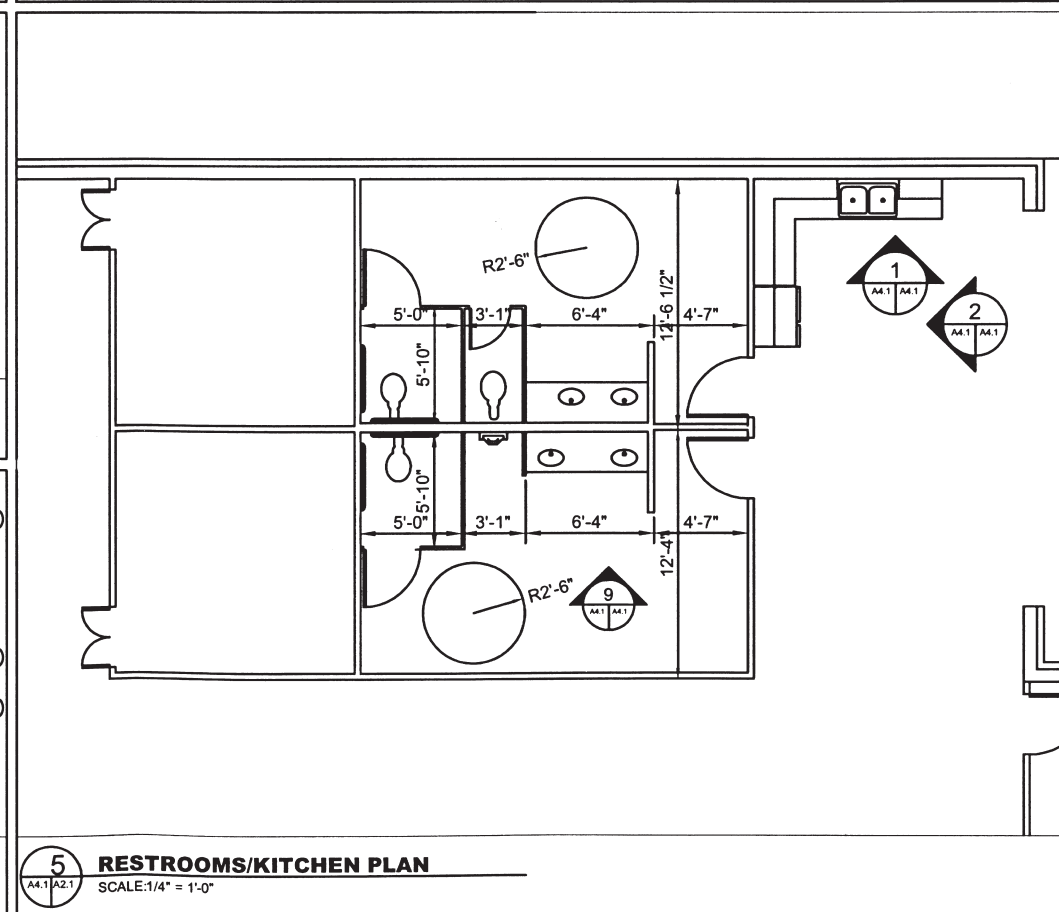 R2'-6"
12'-6 1/2"
1
A4.1 A4.1
2
A4.1 A4.1
5'-0" 3'-1" 6'-4" 4'-7"
5'-10"
5'-10"
5'-0" 3'-1" 6'-4" 4'-7"
12'-4"
R2'-6"
9
A4.1 A4.1
5
A4.1 A2.1
RESTROOMS/KITCHEN PLAN
SCALE:1/4" = 1'-0"